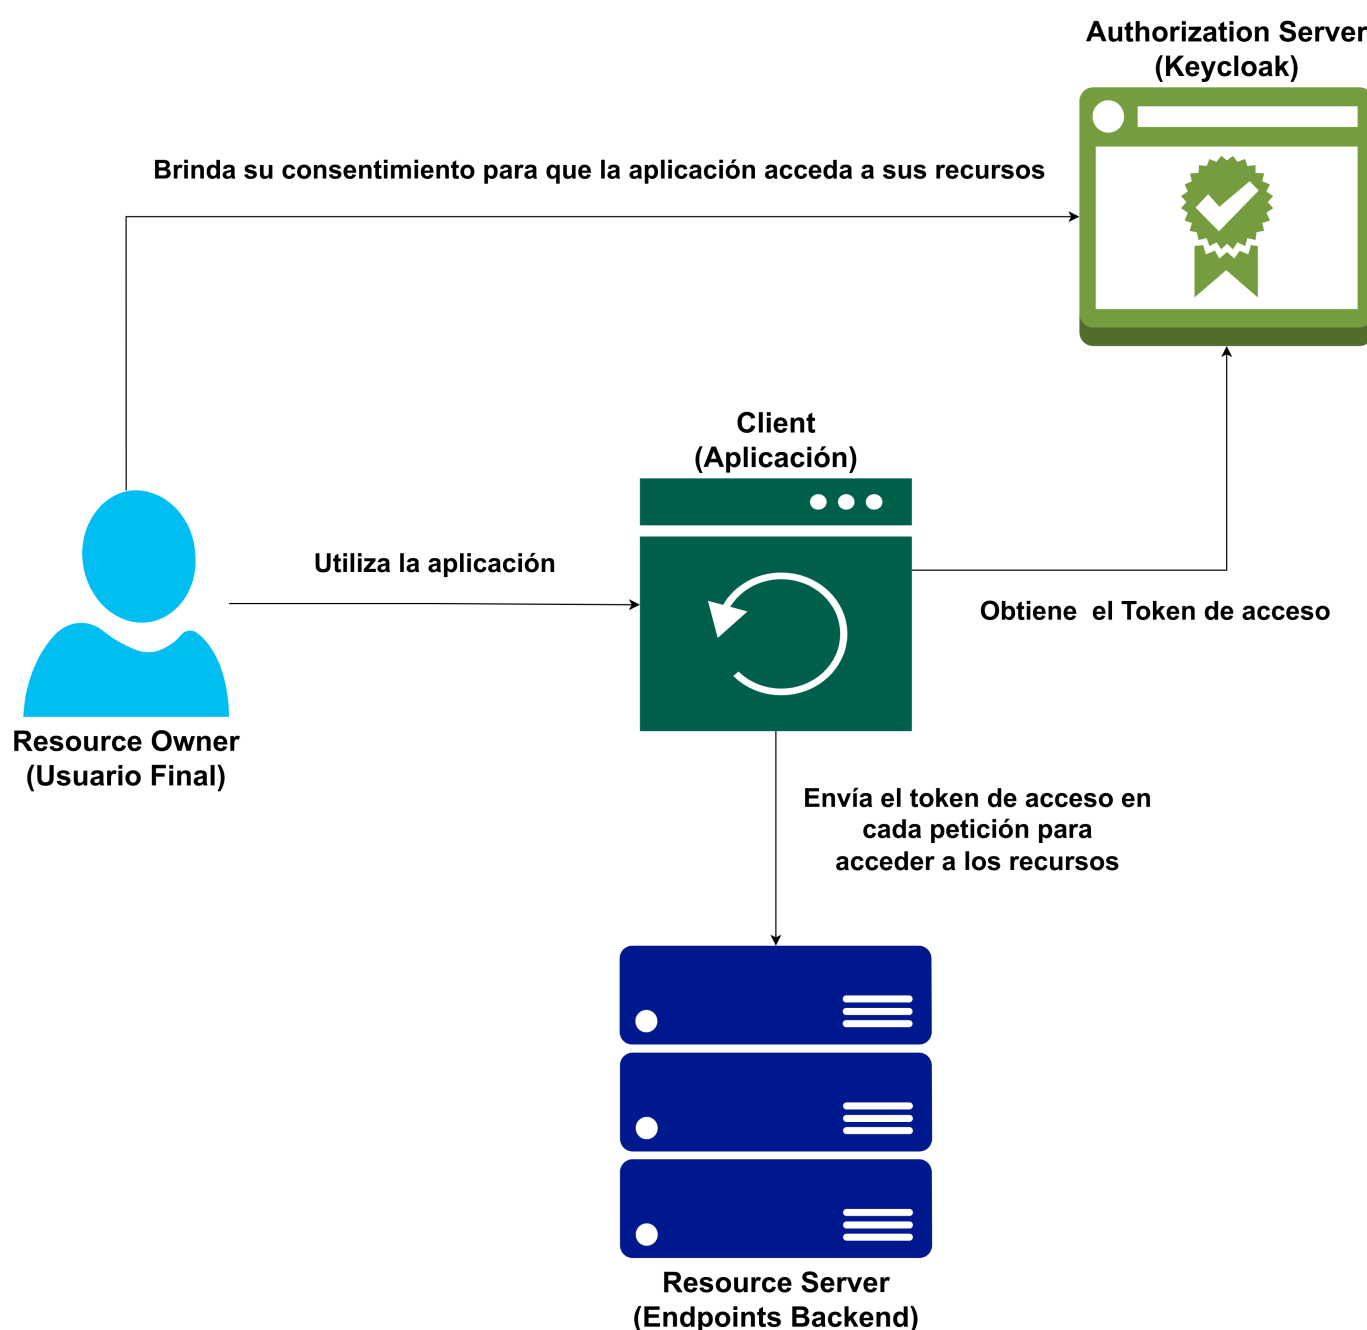 Authorization Server
(Keycloak)
Brinda su consentimiento para que la aplicación acceda a sus recursos
Client
(Aplicación)
Utiliza la aplicación
Obtiene  el Token de acceso
Resource Owner
(Usuario Final)
Envía el token de acceso en
cada petición para
acceder a los recursos
Resource Server
(Endpoints Backend)